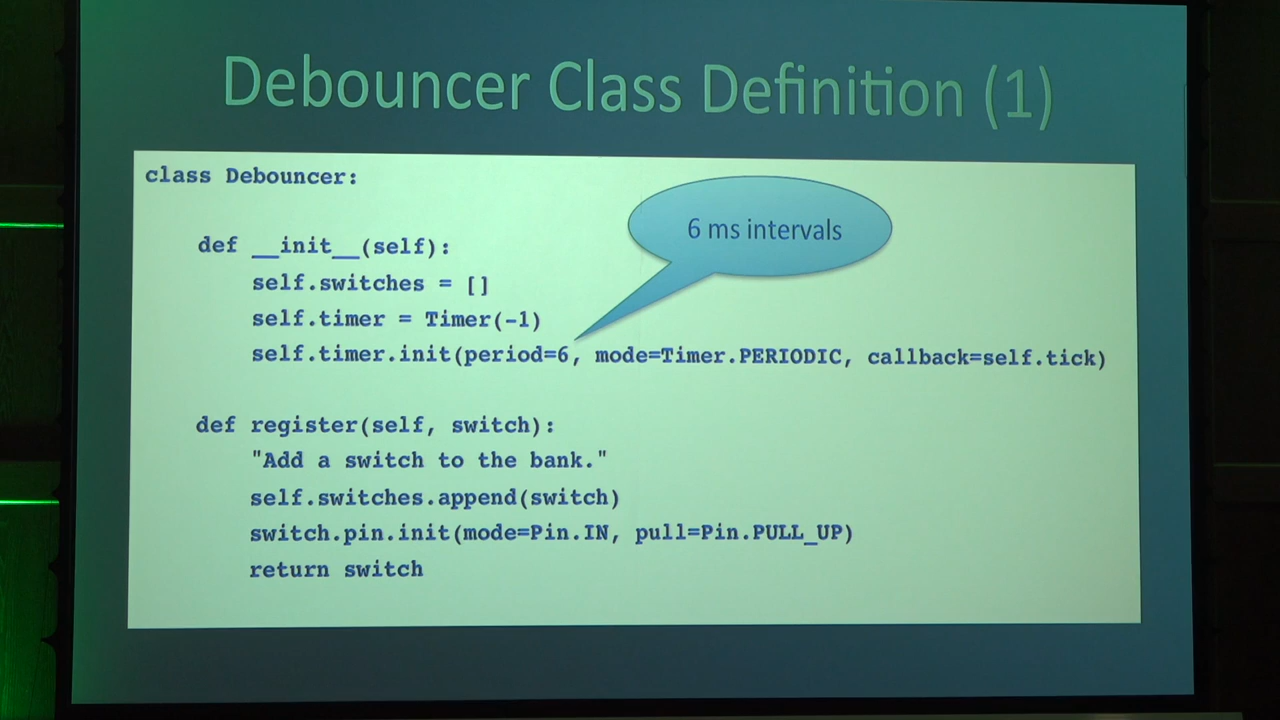 Debouncer Class Definition (1)
class Debouncer:
6 ms intervals
def __init__(self):
self.switches = []
self.timer = Timer(-1)
self.timer.init(period=6, mode=Timer.PERIODIC, callback=self.tick)
def register(self, switch):
"Add a switch to the bank."
self.switches.append(switch)
switch.pin.init(mode=Pin.IN, pull=Pin.PULL_UP)
return switch